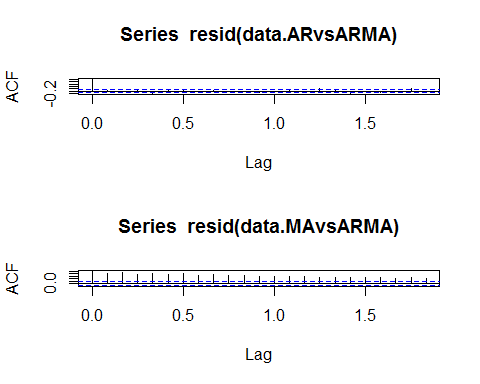 Series resid(data.ARvsARMA)
ACF
-0.2
0.0 0.5 1.0 1.5
Lag
Series resid(data.MAvsARMA)
ACF
0.0
0.0 0.5 1.0 1.5
Lag